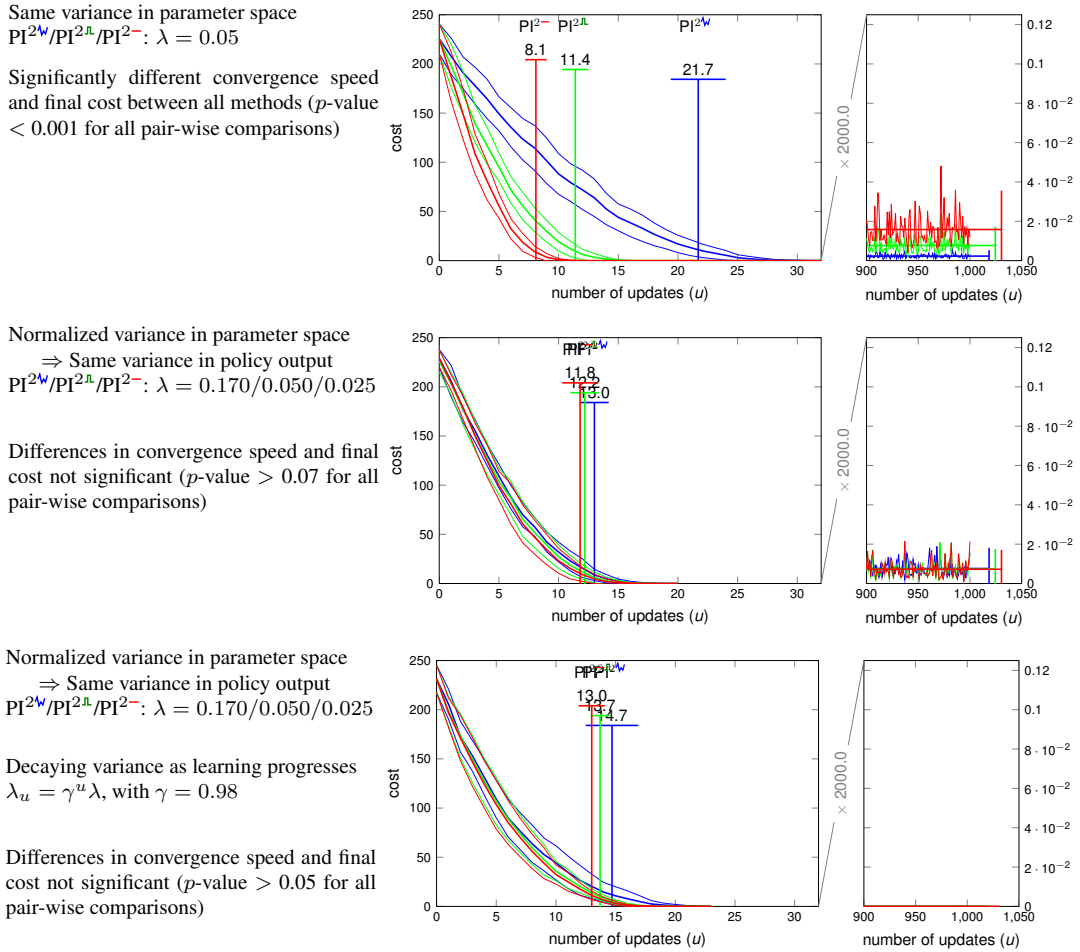 Same variance in parameter space
PI²/PI²/PI²: λ = 0.05
Significantly different convergence speed
and final cost between all methods (p-value
< 0.001 for all pair-wise comparisons)
250
200
150
100
50
0
cost
PI²
PI²
PI²
8.1
11.4
21.7
0 5 10 15 20 25 30
number of updates (u)
× 2000.0
0.12
0.1
8 · 10⁻²
6 · 10⁻²
4 · 10⁻²
2 · 10⁻²
0
900 950 1,000 1,050
number of updates (u)
Normalized variance in parameter space
⇒ Same variance in policy output
PI²/PI²/PI²: λ = 0.170/0.050/0.025
Differences in convergence speed and final
cost not significant (p-value > 0.07 for all
pair-wise comparisons)
250
200
150
100
50
0
cost
11.8
12.2
13.0
0 5 10 15 20 25 30
number of updates (u)
× 2000.0
0.12
0.1
8 · 10⁻²
6 · 10⁻²
4 · 10⁻²
2 · 10⁻²
0
900 950 1,000 1,050
number of updates (u)
Normalized variance in parameter space
⇒ Same variance in policy output
PI²/PI²/PI²: λ = 0.170/0.050/0.025
Decaying variance as learning progresses
λᵤ = γᵘλ, with γ = 0.98
Differences in convergence speed and final
cost not significant (p-value > 0.05 for all
pair-wise comparisons)
250
200
150
100
50
0
cost
13.0
13.7
14.7
0 5 10 15 20 25 30
number of updates (u)
× 2000.0
0.12
0.1
8 · 10⁻²
6 · 10⁻²
4 · 10⁻²
2 · 10⁻²
0
900 950 1,000 1,050
number of updates (u)